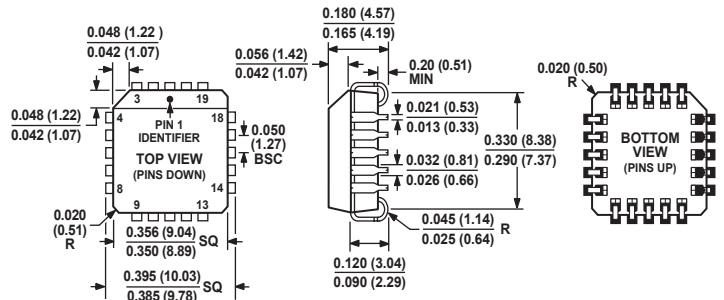 0.048 (1.22 )
0.042 (1.07)
0.048 (1.22)
0.042 (1.07)
3
19
4
18
PIN 1
IDENTIFIER
TOP VIEW
(PINS DOWN)
8
14
9
13
0.050
(1.27)
BSC
0.020
(0.51)
R
0.356 (9.04)
0.350 (8.89)
SQ
0.395 (10.03)
0.385 (9.78)
SQ
0.180 (4.57)
0.165 (4.19)
0.056 (1.42)
0.042 (1.07)
0.20 (0.51)
MIN
0.021 (0.53)
0.013 (0.33)
0.032 (0.81)
0.026 (0.66)
0.330 (8.38)
0.290 (7.37)
0.045 (1.14)
0.025 (0.64)
R
0.120 (3.04)
0.090 (2.29)
0.020 (0.50)
R
BOTTOM
VIEW
(PINS UP)